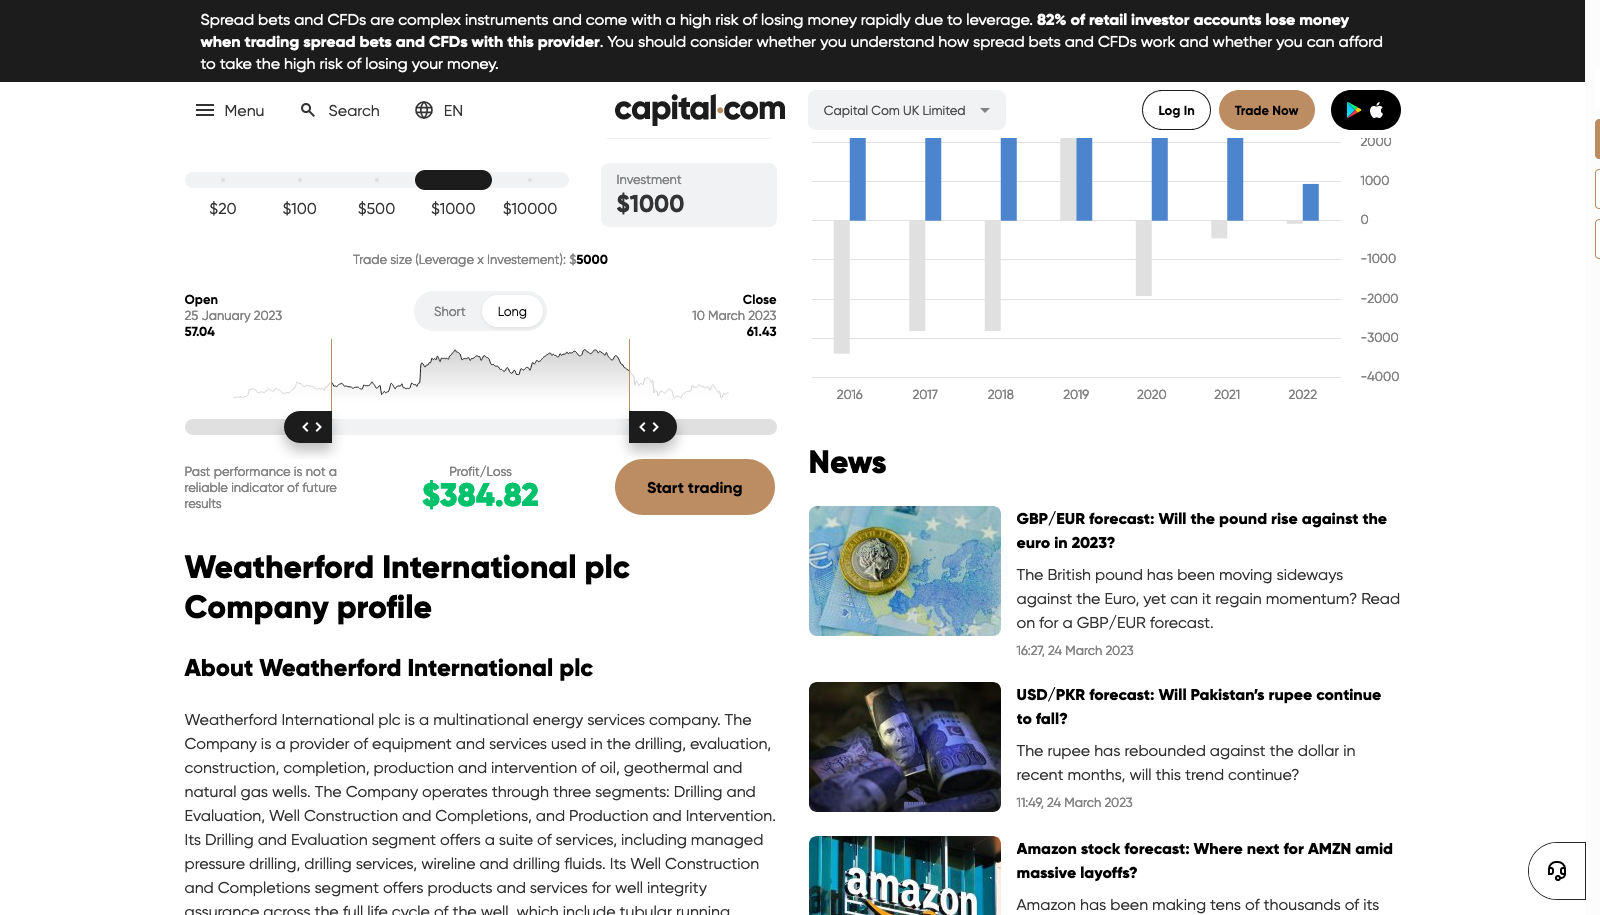 Spread bets and CFDs are complex instruments and come with a high risk of losing money rapidly due to leverage. 82% of retail investor accounts lose money
when trading spread bets and CFDs with this provider. You should consider whether you understand how spread bets and CFDs work and whether you can afford
to take the high risk of losing your money.
Menu
Search
EN
capital.com
Capital Com UK Limited
Log In
Trade Now
$20
$100
$500
$1000
$10000
Investment
$1000
Trade size (Leverage x Investement): $5000
Open
25 January 2023
57.04
Short
Long
Close
10 March 2023
61.43
Past performance is not a
reliable indicator of future
results
Profit/Loss
$384.82
Start trading
Weatherford International plc
Company profile
About Weatherford International plc
Weatherford International plc is a multinational energy services company. The
Company is a provider of equipment and services used in the drilling, evaluation,
construction, completion, production and intervention of oil, geothermal and
natural gas wells. The Company operates through three segments: Drilling and
Evaluation, Well Construction and Completions, and Production and Intervention.
Its Drilling and Evaluation segment offers a suite of services, including managed
pressure drilling, drilling services, wireline and drilling fluids. Its Well Construction
and Completions segment offers products and services for well integrity
assurance across the full life cycle of the well, which include tubular running
2000
1000
0
-1000
-2000
-3000
-4000
2016
2017
2018
2019
2020
2021
2022
News
GBP/EUR forecast: Will the pound rise against the
euro in 2023?
The British pound has been moving sideways
against the Euro, yet can it regain momentum? Read
on for a GBP/EUR forecast.
16:27, 24 March 2023
USD/PKR forecast: Will Pakistan’s rupee continue
to fall?
The rupee has rebounded against the dollar in
recent months, will this trend continue?
11:49, 24 March 2023
amazon
Amazon stock forecast: Where next for AMZN amid
massive layoffs?
Amazon has been making tens of thousands of its